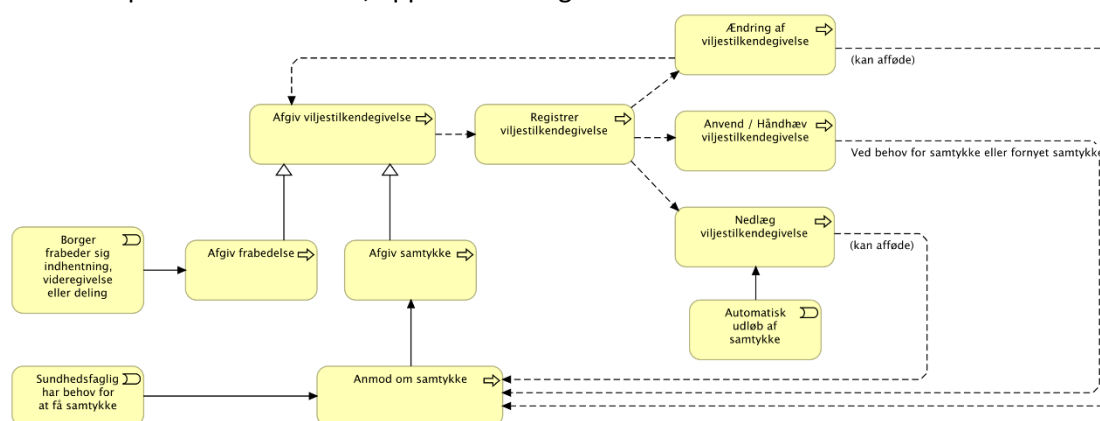 Ændring af
viljestilkendegivelse
(kan afføde)
Afgiv viljestilkendegivelse
Registrer
viljestilkendegivelse
Anvend / Håndhæv
viljestilkendegivelse
Ved behov for samtykke eller fornyet samtykke
Nedlæg
viljestilkendegivelse
(kan afføde)
Borger
frabeder sig
indhentning,
videregivelse
eller deling
Afgiv frabedelse
Afgiv samtykke
Automatisk
udløb af
samtykke
Sundhedsfaglig
har behov for
at få samtykke
Anmod om samtykke